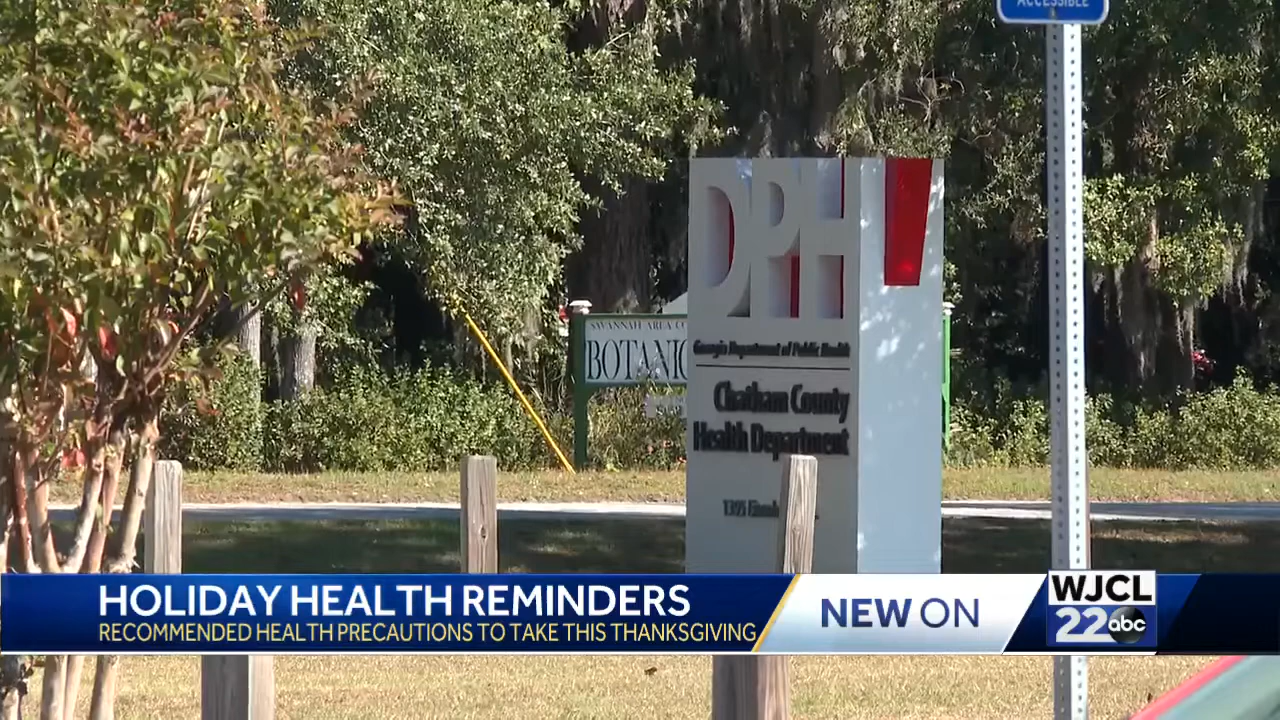 ACCESSIBLE
DPH
SAVANNAH AREA
BOTANIC
Georgia Department of Public Health
Chatham County
Health Department
1395
HOLIDAY HEALTH REMINDERS
RECOMMENDED HEALTH PRECAUTIONS TO TAKE THIS THANKSGIVING
NEW ON
WJCL
22 abc